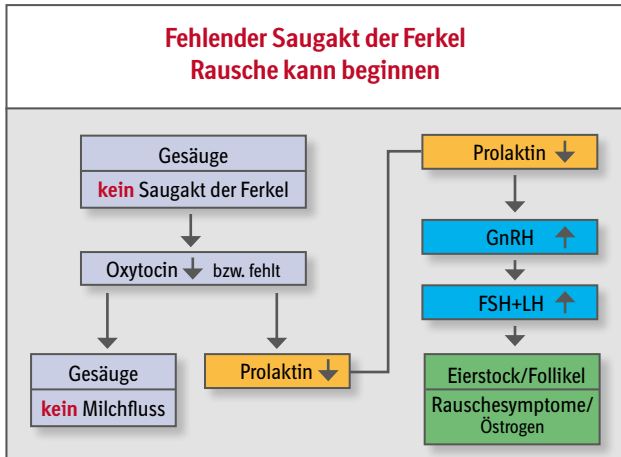 Fehlender Saugakt der Ferkel
Rausche kann beginnen
Gesäuge
kein Saugakt der Ferkel
Oxytocin bzw. fehlt
Gesäuge
kein Milchfluss
Prolaktin
Prolaktin
GnRH
FSH+LH
Eierstock/Follikel
Rauschesymptome/
Östrogen